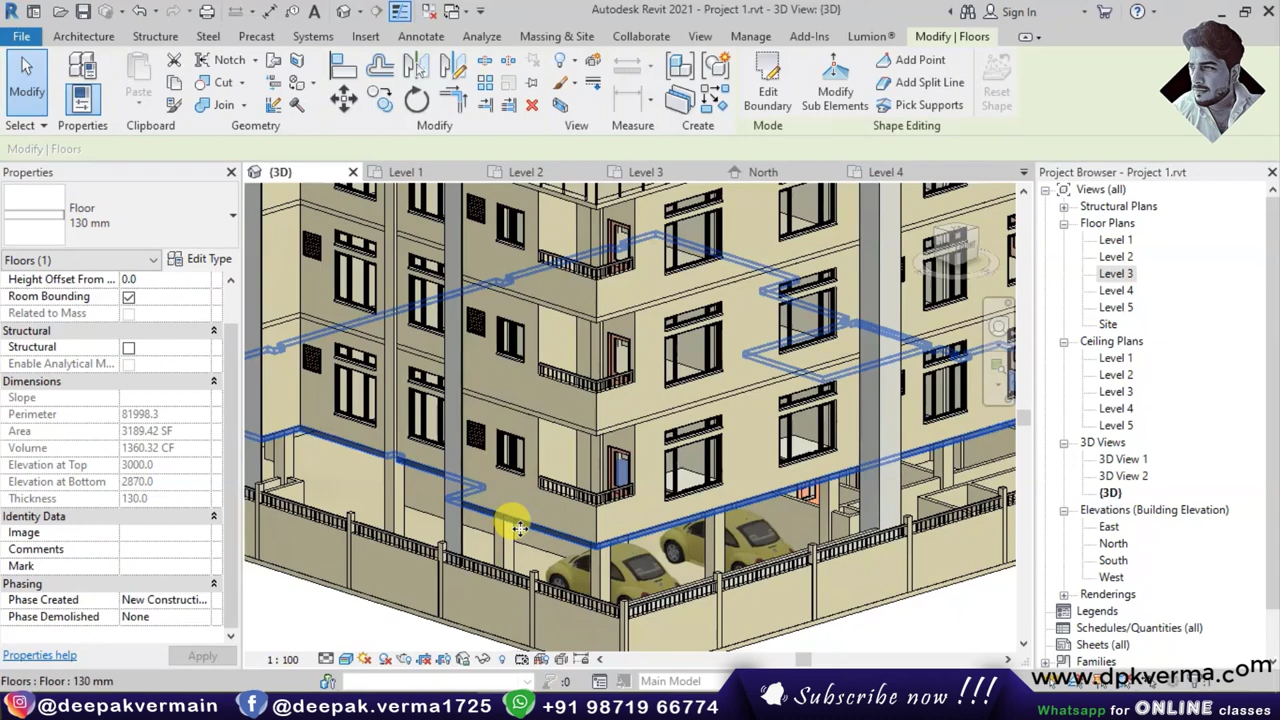 Autodesk Revit 2021 - Project 1.rvt - 3D View: {3D}
Sign In
File
Architecture
Structure
Steel
Precast
Systems
Insert
Annotate
Analyze
Massing & Site
Collaborate
View
Manage
Add-Ins
Lumion®
Modify | Floors
Modify
Select
Properties
Paste
Clipboard
Notch
Cut
Join
Geometry
Modify
View
Measure
Create
Edit
Boundary
Mode
Modify
Sub Elements
Add Point
Add Split Line
Pick Supports
Shape Editing
Reset
Shape
Modify | Floors
Properties
{3D}
Level 1
Level 2
Level 3
North
Level 4
Project Browser - Project 1.rvt
Floor
130 mm
Floors (1)
Edit Type
Height Offset From ... 0.0
Room Bounding
Related to Mass
Structural
Structural
Enable Analytical M...
Dimensions
Slope
Perimeter 81998.3
Area 3189.42 SF
Volume 1360.32 CF
Elevation at Top 3000.0
Elevation at Bottom 2870.0
Thickness 130.0
Identity Data
Image
Comments
Mark
Phasing
Phase Created New Constructi...
Phase Demolished None
Properties help
Apply
Views (all)
Structural Plans
Floor Plans
Level 1
Level 2
Level 3
Level 4
Level 5
Site
Ceiling Plans
Level 1
Level 2
Level 3
Level 4
Level 5
3D Views
3D View 1
3D View 2
{3D}
Elevations (Building Elevation)
East
North
South
West
Renderings
Legends
Schedules/Quantities (all)
Sheets (all)
Families
1 : 100
Floors : Floor : 130 mm
:0
Main Model
www.dpkverma.com
@deepakvermain
@deepak.verma1725
+91 98719 66774
Subscribe now !!!
Whatsapp for ONLINE classes